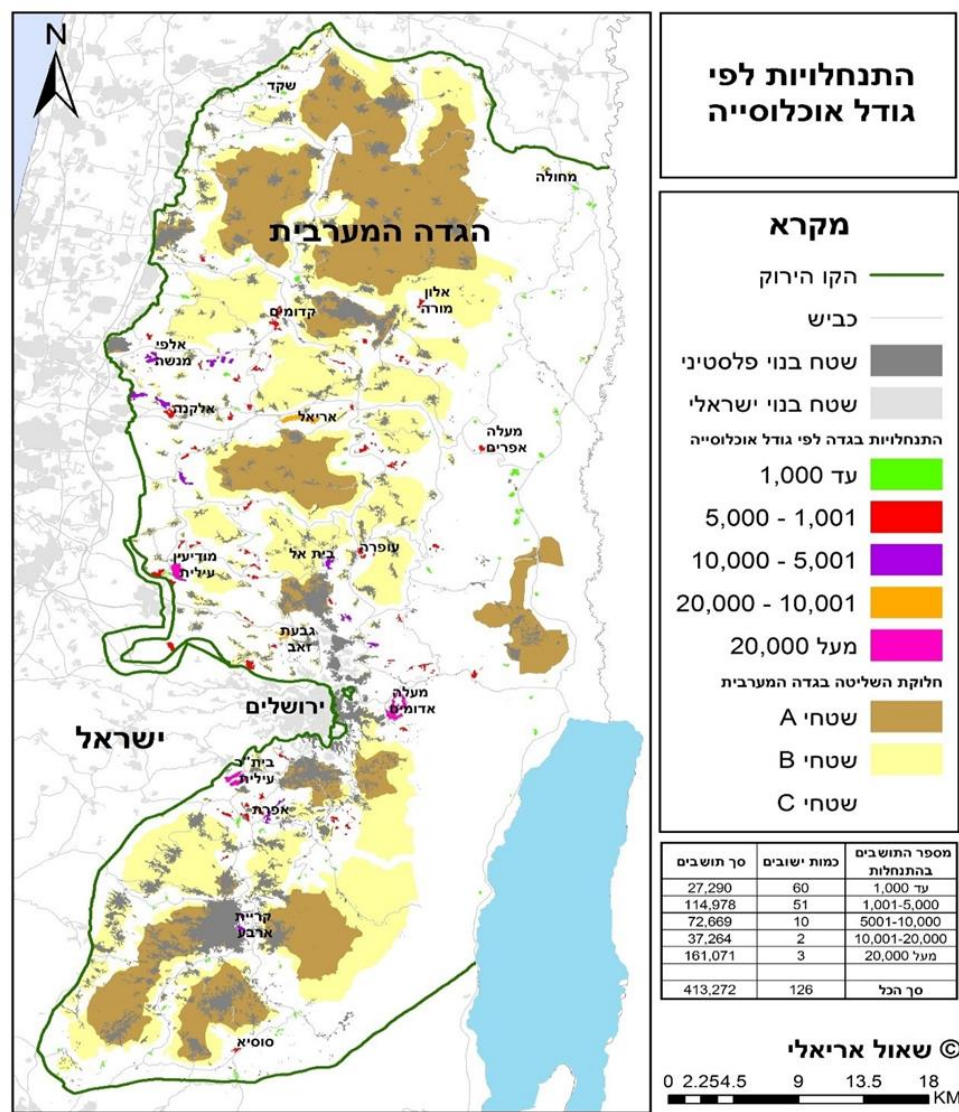 התנחלויות לפי
גודל אוכלוסייה
N
שקד
מחולה
הגדה המערבית
אלון
מורה
קדומים
אלפי
מנשה
אלקנה
אריאל
מעלה
אפרים
מודיעין
עילית
בית אל
עופרה
גבעת
זאב
מעלה
אדומים
ירושלים
ישראל
בית"ר
עילית
אפרת
קריית
ארבע
סוסיא
מקרא
הקו הירוק
כביש
שטח בנוי פלסטיני
שטח בנוי ישראלי
התנחלויות בגדה לפי גודל אוכלוסייה
עד 1,000
5,000 - 1,001
10,000 - 5,001
20,000 - 10,001
מעל 20,000
חלוקת השליטה בגדה המערבית
שטחי A
שטחי B
שטחי C
מספר התושבים בהתנחלות כמות ישובים סך תושבים
עד 1,000 60 27,290
1,001-5,000 51 114,978
5001-10,000 10 72,669
10,001-20,000 2 37,264
מעל 20,000 3 161,071
סך הכל 126 413,272
© שאול אריאלי
0 2.25 4.5 9 13.5 18
KM